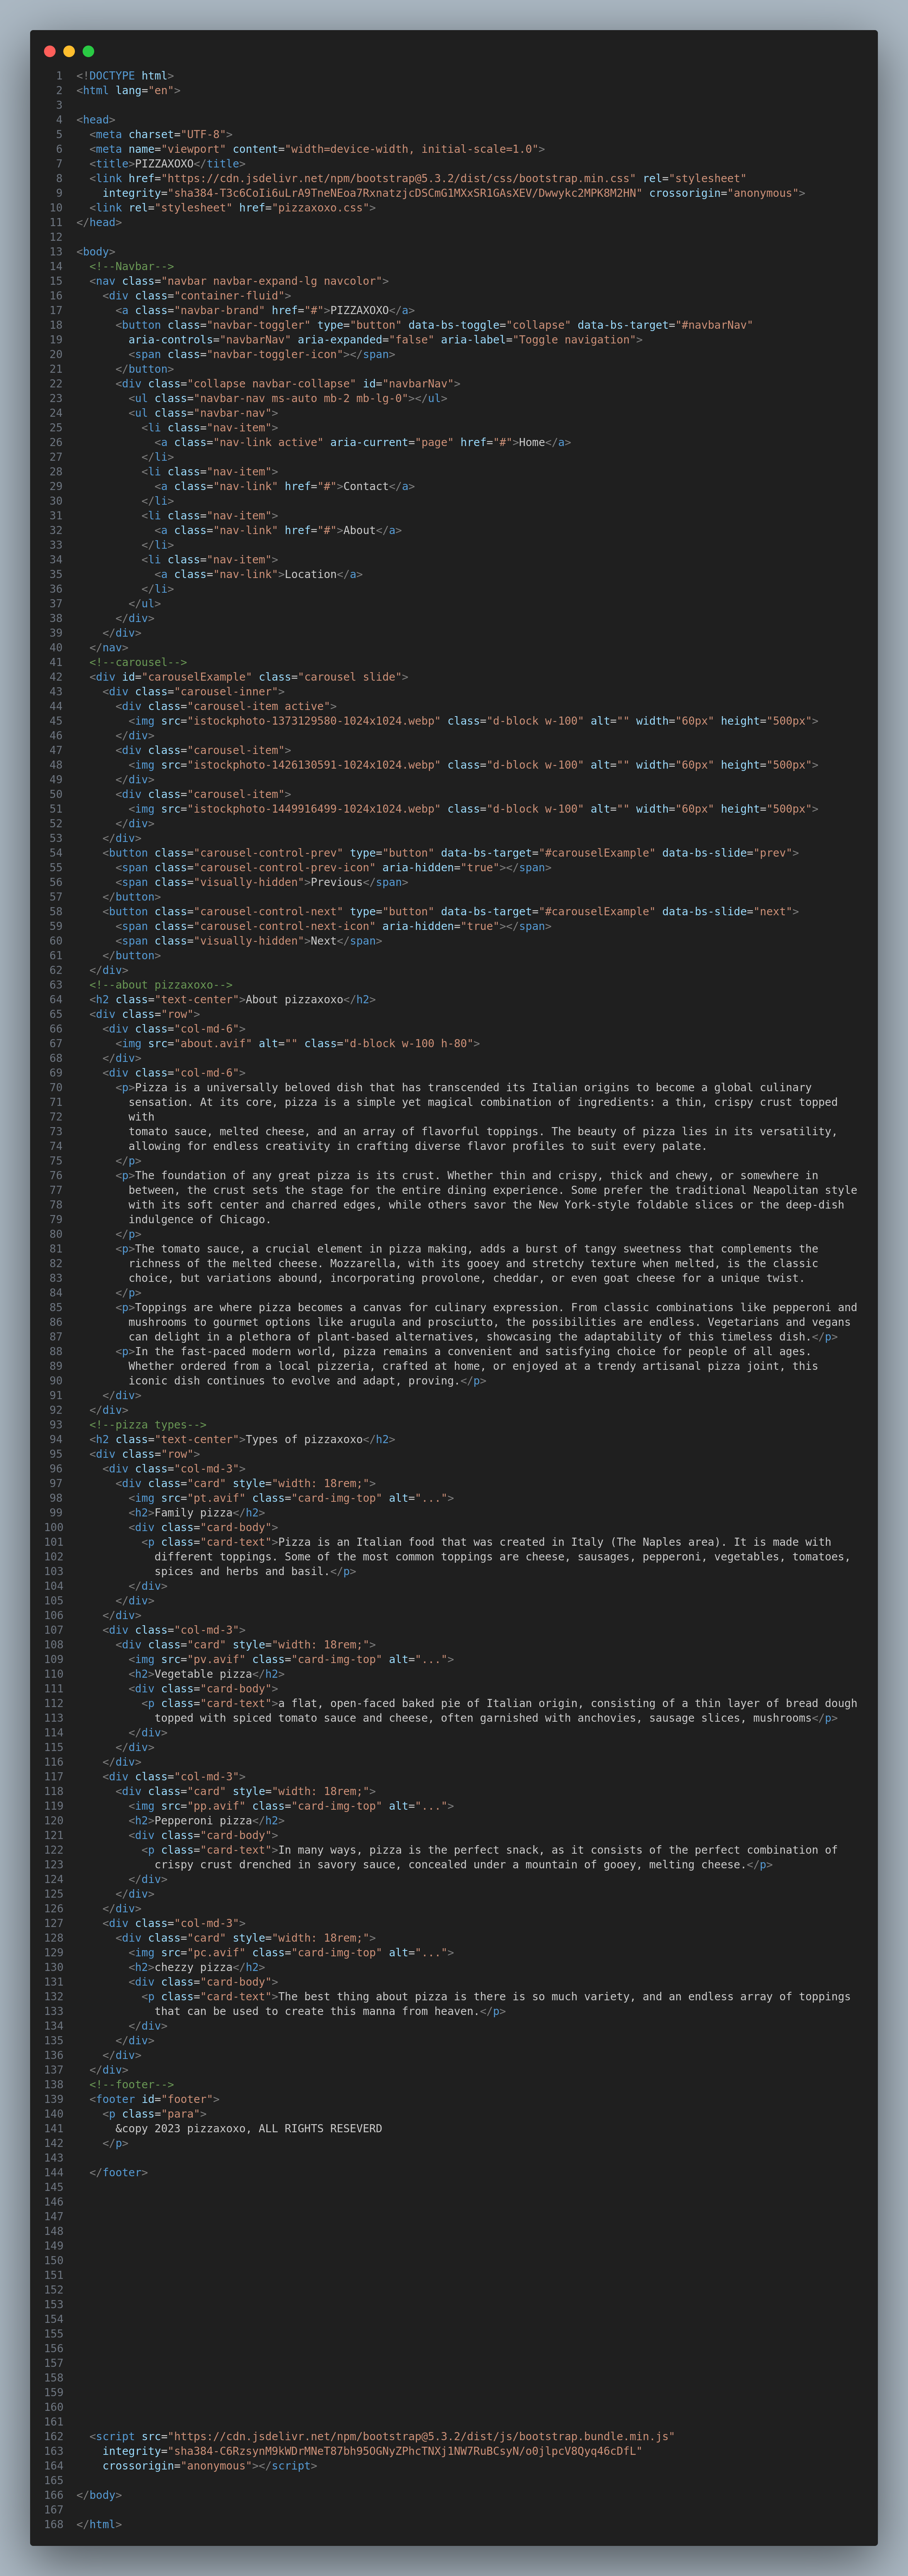 1 <!DOCTYPE html>
2 <html lang="en">
3
4 <head>
5   <meta charset="UTF-8">
6   <meta name="viewport" content="width=device-width, initial-scale=1.0">
7   <title>PIZZAXOXO</title>
8   <link href="https://cdn.jsdelivr.net/npm/bootstrap@5.3.2/dist/css/bootstrap.min.css" rel="stylesheet"
9     integrity="sha384-T3c6CoIi6uLrA9TneNEoa7RxnatzjcDSCmG1MXxSR1GAsXEV/Dwwykc2MPK8M2HN" crossorigin="anonymous">
10   <link rel="stylesheet" href="pizzaxoxo.css">
11 </head>
12
13 <body>
14   <!--Navbar-->
15   <nav class="navbar navbar-expand-lg navcolor">
16     <div class="container-fluid">
17       <a class="navbar-brand" href="#">PIZZAXOXO</a>
18       <button class="navbar-toggler" type="button" data-bs-toggle="collapse" data-bs-target="#navbarNav"
19         aria-controls="navbarNav" aria-expanded="false" aria-label="Toggle navigation">
20         <span class="navbar-toggler-icon"></span>
21       </button>
22       <div class="collapse navbar-collapse" id="navbarNav">
23         <ul class="navbar-nav ms-auto mb-2 mb-lg-0"></ul>
24         <ul class="navbar-nav">
25           <li class="nav-item">
26             <a class="nav-link active" aria-current="page" href="#">Home</a>
27           </li>
28           <li class="nav-item">
29             <a class="nav-link" href="#">Contact</a>
30           </li>
31           <li class="nav-item">
32             <a class="nav-link" href="#">About</a>
33           </li>
34           <li class="nav-item">
35             <a class="nav-link">Location</a>
36           </li>
37         </ul>
38       </div>
39     </div>
40   </nav>
41   <!--carousel-->
42   <div id="carouselExample" class="carousel slide">
43     <div class="carousel-inner">
44       <div class="carousel-item active">
45         <img src="istockphoto-1373129580-1024x1024.webp" class="d-block w-100" alt="" width="60px" height="500px">
46       </div>
47       <div class="carousel-item">
48         <img src="istockphoto-1426130591-1024x1024.webp" class="d-block w-100" alt="" width="60px" height="500px">
49       </div>
50       <div class="carousel-item">
51         <img src="istockphoto-1449916499-1024x1024.webp" class="d-block w-100" alt="" width="60px" height="500px">
52       </div>
53     </div>
54     <button class="carousel-control-prev" type="button" data-bs-target="#carouselExample" data-bs-slide="prev">
55       <span class="carousel-control-prev-icon" aria-hidden="true"></span>
56       <span class="visually-hidden">Previous</span>
57     </button>
58     <button class="carousel-control-next" type="button" data-bs-target="#carouselExample" data-bs-slide="next">
59       <span class="carousel-control-next-icon" aria-hidden="true"></span>
60       <span class="visually-hidden">Next</span>
61     </button>
62   </div>
63   <!--about pizzaxoxo-->
64   <h2 class="text-center">About pizzaxoxo</h2>
65   <div class="row">
66     <div class="col-md-6">
67       <img src="about.avif" alt="" class="d-block w-100 h-80">
68     </div>
69     <div class="col-md-6">
70       <p>Pizza is a universally beloved dish that has transcended its Italian origins to become a global culinary
71         sensation. At its core, pizza is a simple yet magical combination of ingredients: a thin, crispy crust topped
72         with
73         tomato sauce, melted cheese, and an array of flavorful toppings. The beauty of pizza lies in its versatility,
74         allowing for endless creativity in crafting diverse flavor profiles to suit every palate.
75       </p>
76       <p>The foundation of any great pizza is its crust. Whether thin and crispy, thick and chewy, or somewhere in
77         between, the crust sets the stage for the entire dining experience. Some prefer the traditional Neapolitan style
78         with its soft center and charred edges, while others savor the New York-style foldable slices or the deep-dish
79         indulgence of Chicago.
80       </p>
81       <p>The tomato sauce, a crucial element in pizza making, adds a burst of tangy sweetness that complements the
82         richness of the melted cheese. Mozzarella, with its gooey and stretchy texture when melted, is the classic
83         choice, but variations abound, incorporating provolone, cheddar, or even goat cheese for a unique twist.
84       </p>
85       <p>Toppings are where pizza becomes a canvas for culinary expression. From classic combinations like pepperoni and
86         mushrooms to gourmet options like arugula and prosciutto, the possibilities are endless. Vegetarians and vegans
87         can delight in a plethora of plant-based alternatives, showcasing the adaptability of this timeless dish.</p>
88       <p>In the fast-paced modern world, pizza remains a convenient and satisfying choice for people of all ages.
89         Whether ordered from a local pizzeria, crafted at home, or enjoyed at a trendy artisanal pizza joint, this
90         iconic dish continues to evolve and adapt, proving.</p>
91     </div>
92   </div>
93   <!--pizza types-->
94   <h2 class="text-center">Types of pizzaxoxo</h2>
95   <div class="row">
96     <div class="col-md-3">
97       <div class="card" style="width: 18rem;">
98         <img src="pt.avif" class="card-img-top" alt="...">
99         <h2>Family pizza</h2>
100         <div class="card-body">
101           <p class="card-text">Pizza is an Italian food that was created in Italy (The Naples area). It is made with
102             different toppings. Some of the most common toppings are cheese, sausages, pepperoni, vegetables, tomatoes,
103             spices and herbs and basil.</p>
104         </div>
105       </div>
106     </div>
107     <div class="col-md-3">
108       <div class="card" style="width: 18rem;">
109         <img src="pv.avif" class="card-img-top" alt="...">
110         <h2>Vegetable pizza</h2>
111         <div class="card-body">
112           <p class="card-text">a flat, open-faced baked pie of Italian origin, consisting of a thin layer of bread dough
113             topped with spiced tomato sauce and cheese, often garnished with anchovies, sausage slices, mushrooms</p>
114         </div>
115       </div>
116     </div>
117     <div class="col-md-3">
118       <div class="card" style="width: 18rem;">
119         <img src="pp.avif" class="card-img-top" alt="...">
120         <h2>Pepperoni pizza</h2>
121         <div class="card-body">
122           <p class="card-text">In many ways, pizza is the perfect snack, as it consists of the perfect combination of
123             crispy crust drenched in savory sauce, concealed under a mountain of gooey, melting cheese.</p>
124         </div>
125       </div>
126     </div>
127     <div class="col-md-3">
128       <div class="card" style="width: 18rem;">
129         <img src="pc.avif" class="card-img-top" alt="...">
130         <h2>chezzy pizza</h2>
131         <div class="card-body">
132           <p class="card-text">The best thing about pizza is there is so much variety, and an endless array of toppings
133             that can be used to create this manna from heaven.</p>
134         </div>
135       </div>
136     </div>
137   </div>
138   <!--footer-->
139   <footer id="footer">
140     <p class="para">
141       &copy 2023 pizzaxoxo, ALL RIGHTS RESEVERD
142     </p>
143
144   </footer>
145
146
147
148
149
150
151
152
153
154
155
156
157
158
159
160
161
162   <script src="https://cdn.jsdelivr.net/npm/bootstrap@5.3.2/dist/js/bootstrap.bundle.min.js"
163     integrity="sha384-C6RzsynM9kWDrMNeT87bh95OGNyZPhcTNXj1NW7RuBCsyN/o0jlpcV8Qyq46cDfL"
164     crossorigin="anonymous"></script>
165
166 </body>
167
168 </html>